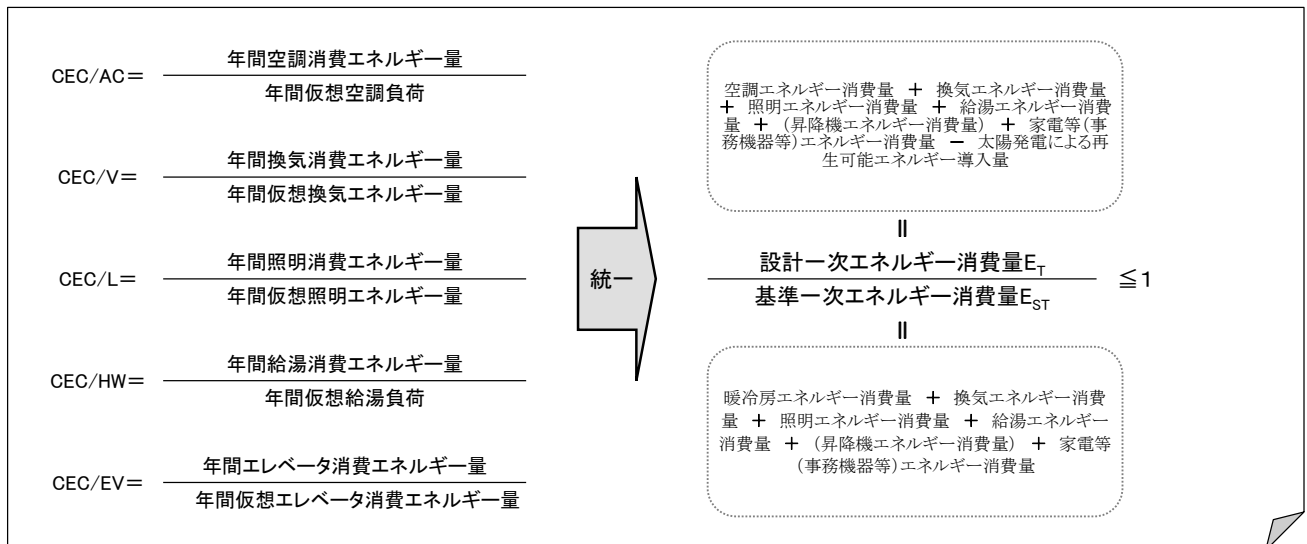 年間空調消費エネルギー量
CEC/AC=
年間仮想空調負荷
年間換気消費エネルギー量
CEC/V=
年間仮想換気エネルギー量
年間照明消費エネルギー量
CEC/L=
年間仮想照明エネルギー量
年間給湯消費エネルギー量
CEC/HW=
年間仮想給湯負荷
年間エレベータ消費エネルギー量
CEC/EV=
年間仮想エレベータ消費エネルギー量
統一
空調エネルギー消費量 + 換気エネルギー消費量
+ 照明エネルギー消費量 + 給湯エネルギー消費
量 + (昇降機エネルギー消費量) + 家電等(事
務機器等)エネルギー消費量 - 太陽発電による再
生可能エネルギー導入量
=
設計一次エネルギー消費量E_T
≦1
基準一次エネルギー消費量E_ST
=
暖冷房エネルギー消費量 + 換気エネルギー消費
量 + 照明エネルギー消費量 + 給湯エネルギー
消費量 + (昇降機エネルギー消費量) + 家電等
(事務機器等)エネルギー消費量